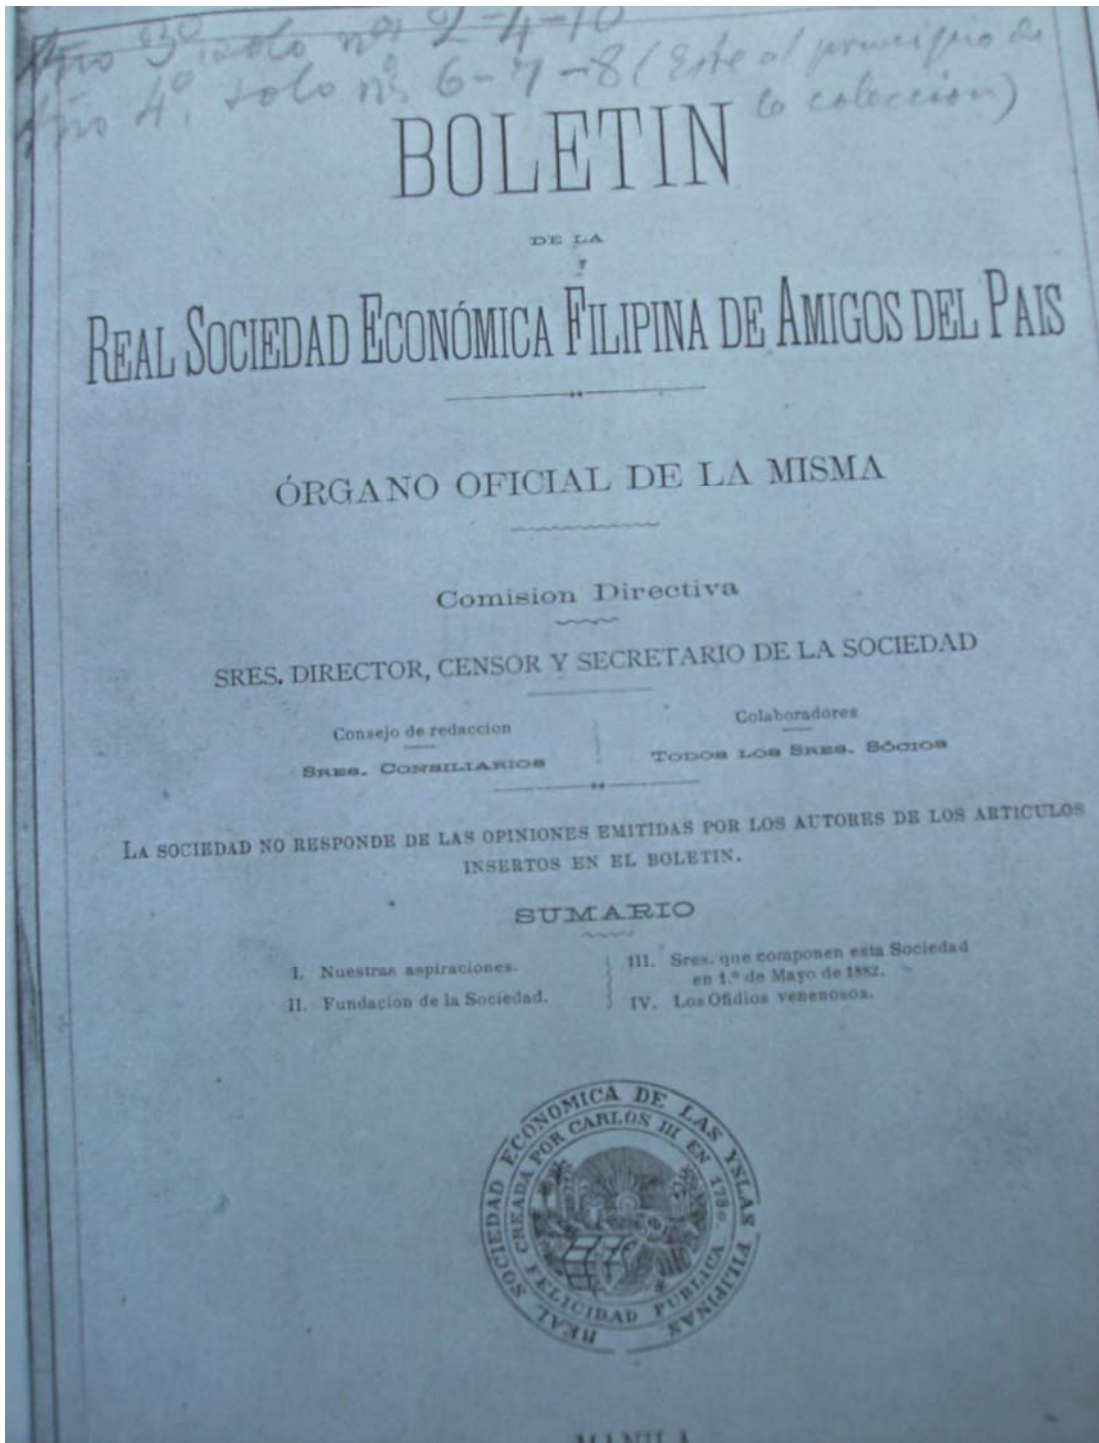 Año 3º solo nos 2-4-10
Año 4º. solo nº. 6-7-8 (Este al principio de
la coleccion)
BOLETIN
DE LA
REAL SOCIEDAD ECONÓMICA FILIPINA DE AMIGOS DEL PAIS
ÓRGANO OFICIAL DE LA MISMA
Comision Directiva
SRES. DIRECTOR, CENSOR Y SECRETARIO DE LA SOCIEDAD
Consejo de redaccion
SRES. CONSILIARIOS
Colaboradores
TODOS LOS SRES. SÓCIOS
LA SOCIEDAD NO RESPONDE DE LAS OPINIONES EMITIDAS POR LOS AUTORES DE LOS ARTICULOS
INSERTOS EN EL BOLETIN.
SUMARIO
I. Nuestras aspiraciones.
II. Fundacion de la Sociedad.
III. Sres. que componen esta Sociedad
en 1.º de Mayo de 1882.
IV. Los Ofidios venenosos.
REAL SOCIEDAD ECONOMICA DE LAS YSLAS FILIPINAS
CREADA POR CARLOS III EN 1780.
FELICIDAD PUBLICA
MANILA